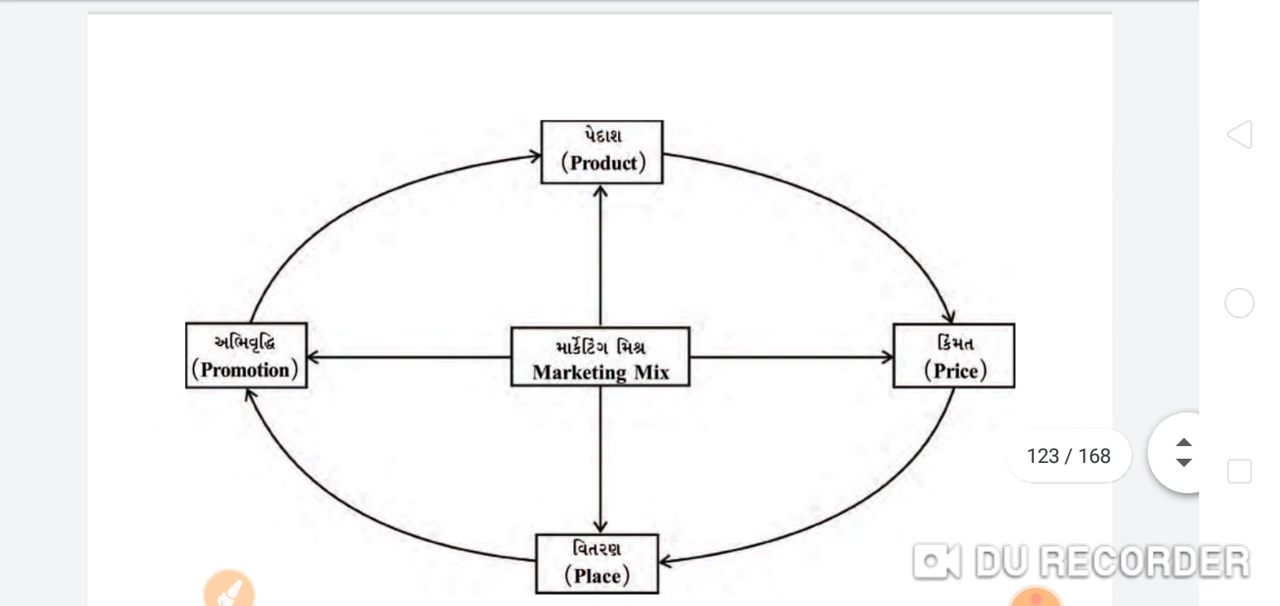 પેદાશ
(Product)
અભિવૃદ્ધિ
(Promotion)
માર્કેટિંગ મિશ્ર
Marketing Mix
કિંમત
(Price)
123 / 168
વિતરણ
(Place)
DU RECORDER